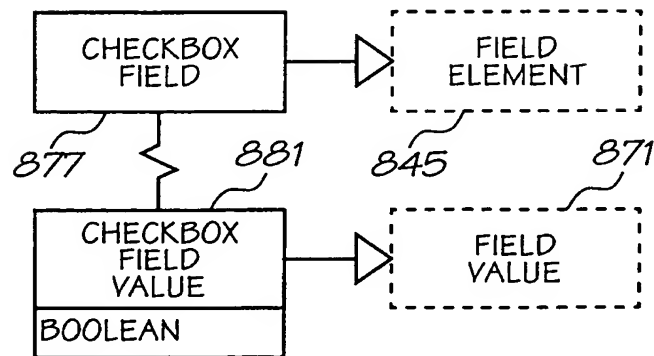 CHECKBOX
FIELD
FIELD
ELEMENT
877
881
845
871
CHECKBOX
FIELD
VALUE
FIELD
VALUE
BOOLEAN